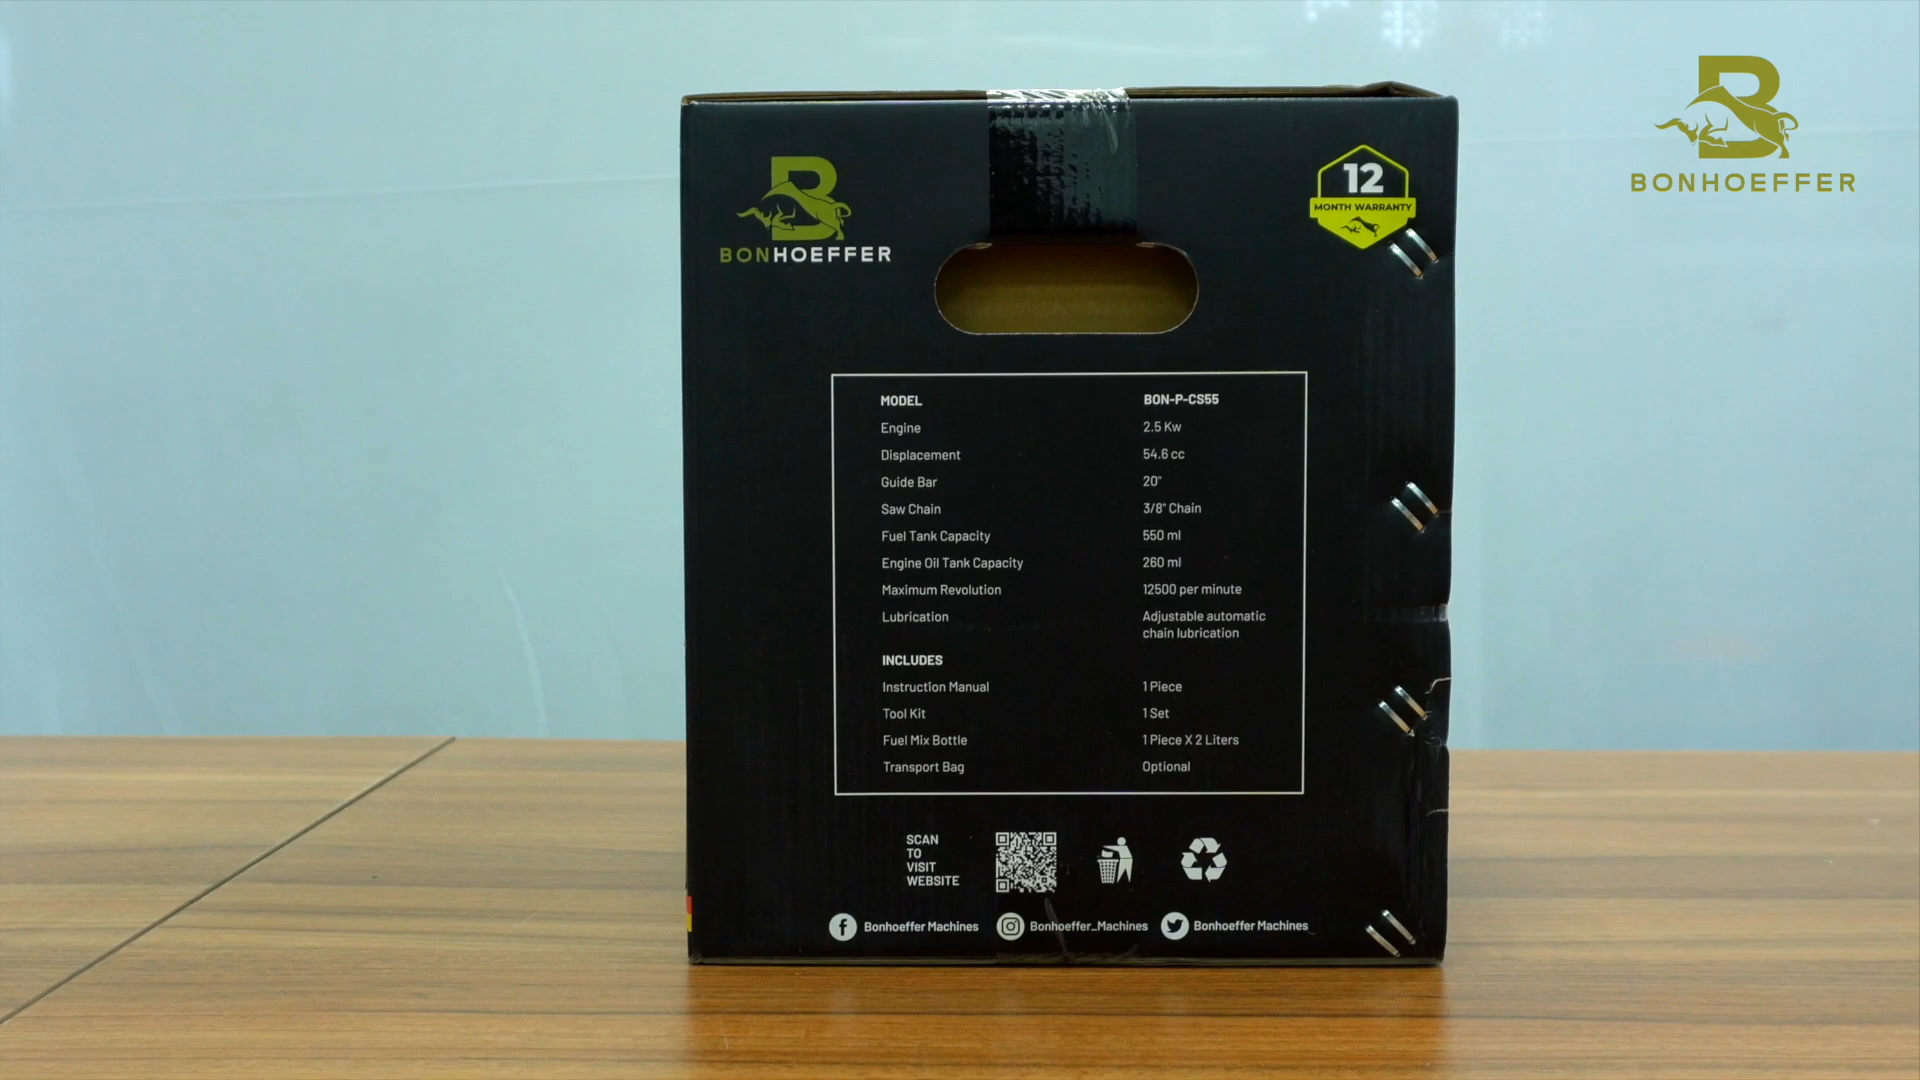 BONHOEFFER
BONHOEFFER
12
MONTH WARRANTY
MODEL BON-P-CS55
Engine 2.5 Kw
Displacement 54.6 cc
Guide Bar 20"
Saw Chain 3/8" Chain
Fuel Tank Capacity 550 ml
Engine Oil Tank Capacity 260 ml
Maximum Revolution 12500 per minute
Lubrication Adjustable automatic
chain lubrication
INCLUDES
Instruction Manual 1 Piece
Tool Kit 1 Set
Fuel Mix Bottle 1 Piece X 2 Liters
Transport Bag Optional
SCAN
TO
VISIT
WEBSITE
Bonhoeffer Machines Bonhoeffer_Machines Bonhoeffer Machines